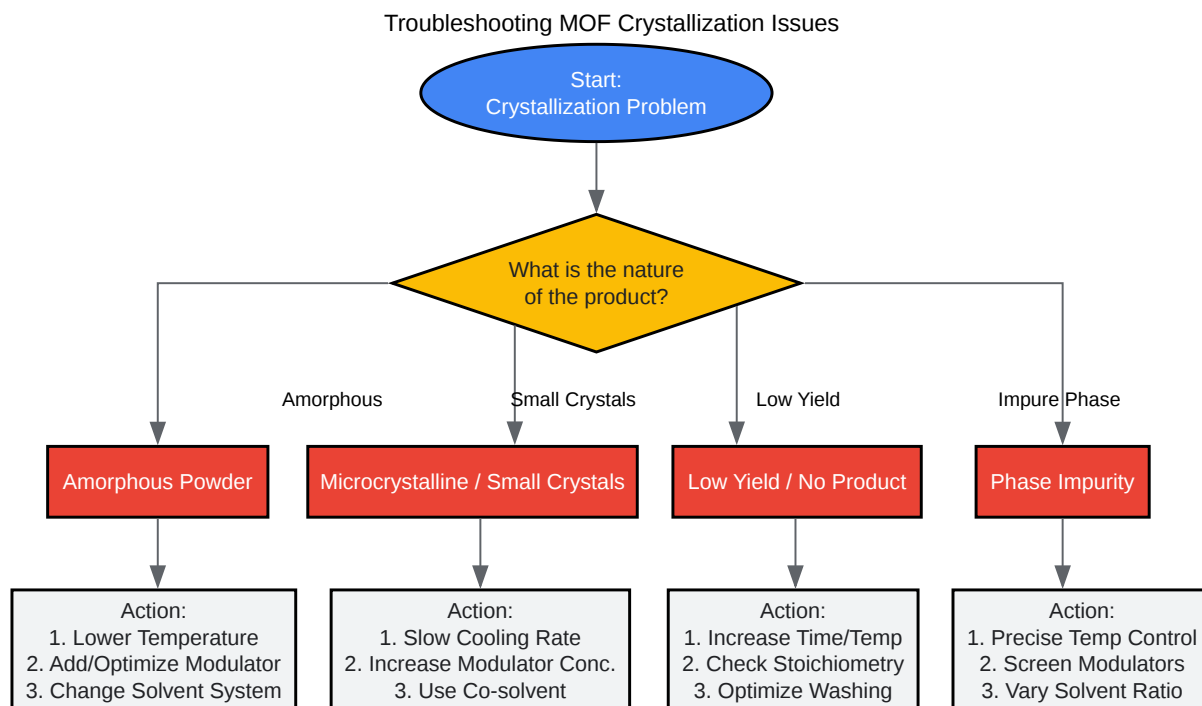 Troubleshooting MOF Crystallization Issues
Start:
Crystallization Problem
What is the nature
of the product?
Amorphous
Small Crystals
Low Yield
Impure Phase
Amorphous Powder
Microcrystalline / Small Crystals
Low Yield / No Product
Phase Impurity
Action:
1. Lower Temperature
2. Add/Optimize Modulator
3. Change Solvent System
Action:
1. Slow Cooling Rate
2. Increase Modulator Conc.
3. Use Co-solvent
Action:
1. Increase Time/Temp
2. Check Stoichiometry
3. Optimize Washing
Action:
1. Precise Temp Control
2. Screen Modulators
3. Vary Solvent Ratio